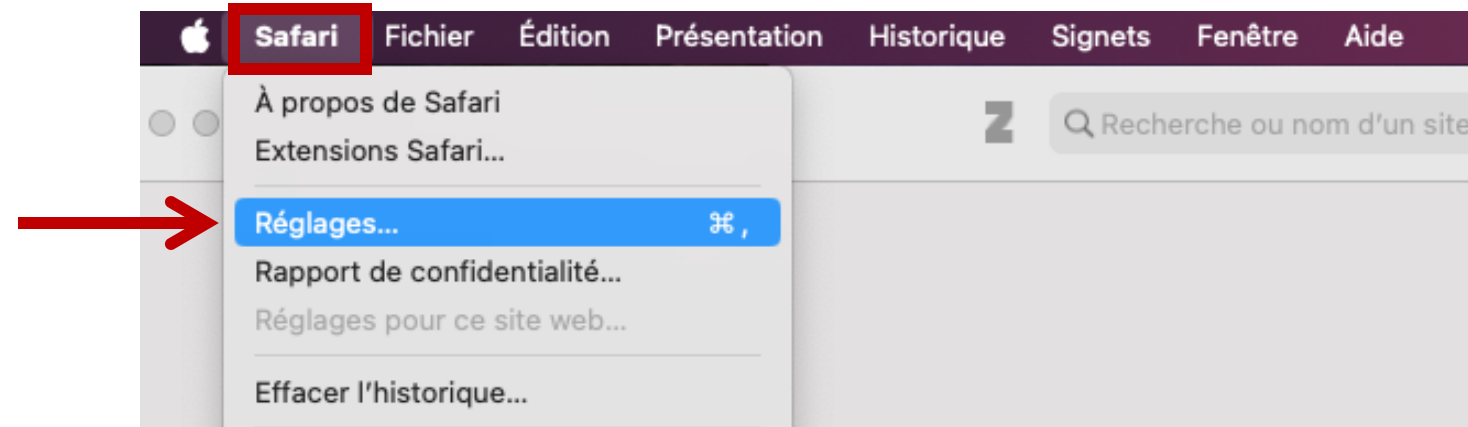 Safari Fichier Édition Présentation Historique Signets Fenêtre Aide
À propos de Safari
Z Recherche ou nom d'un site
Extensions Safari...
Réglages... ⌘ ,
Rapport de confidentialité...
Réglages pour ce site web...
Effacer l'historique...